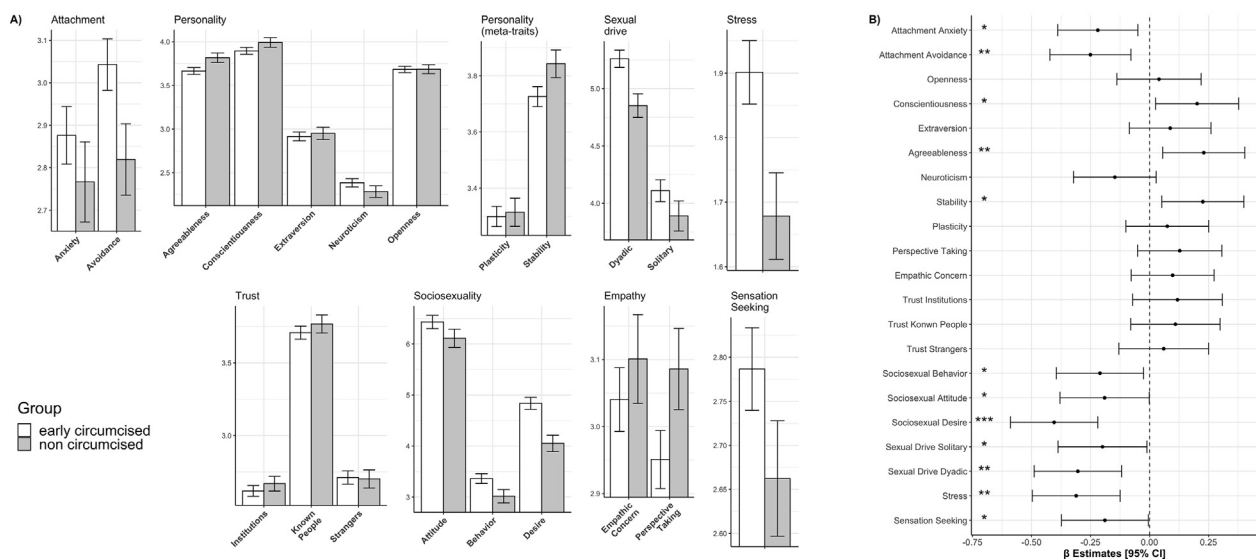 A)
Attachment
3.1
3.0
2.9
2.8
2.7
Anxiety
Avoidance
Personality
4.0
3.5
3.0
2.5
Agreeableness
Conscientiousness
Extraversion
Neuroticism
Openness
Personality
(meta-traits)
3.8
3.6
3.4
Plasticity
Stability
Sexual
drive
5.0
4.5
4.0
Dyadic
Solitary
Stress
1.9
1.8
1.7
1.6
Group
early circumcised
non circumcised
Trust
3.5
3.0
Institutions
Known
People
Strangers
Sociosexuality
6
5
4
3
Attitude
Behavior
Desire
Empathy
3.1
3.0
2.9
Empathic
Concern
Perspective
Taking
Sensation
Seeking
2.80
2.75
2.70
2.65
2.60
B)
Attachment Anxiety *
Attachment Avoidance **
Openness
Conscientiousness *
Extraversion
Agreeableness **
Neuroticism
Stability *
Plasticity
Perspective Taking
Empathic Concern
Trust Institutions
Trust Konwn People
Trust Strangers
Sociosexual Behavior *
Sociosexual Attitude *
Sociosexual Desire ***
Sexual Drive Solitary *
Sexual Drive Dyadic **
Stress **
Sensation Seeking *
-0.75 -0.50 -0.25 0.00 0.25
β Estimates [95% CI]